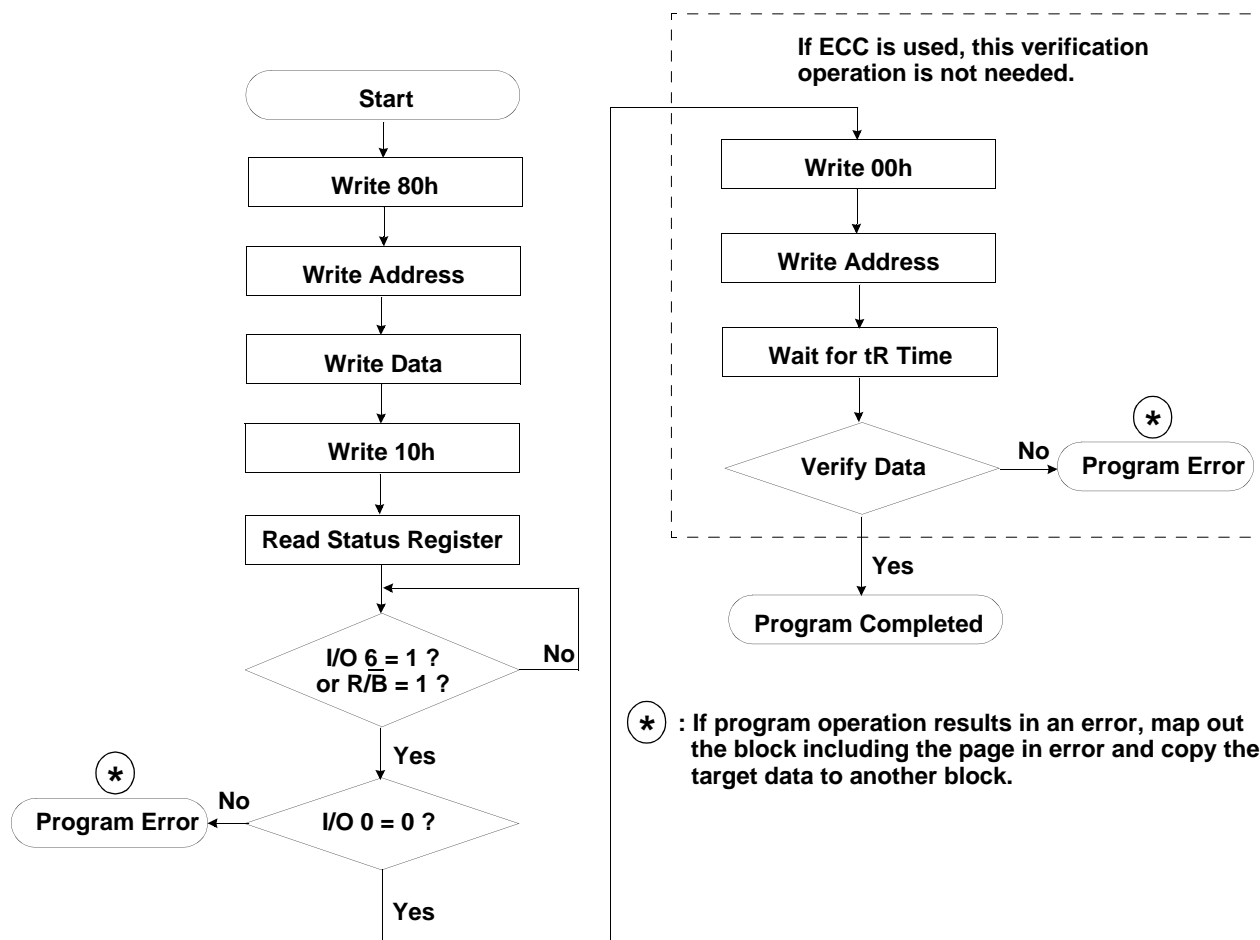 Start
Write 80h
Write Address
Write Data
Write 10h
Read Status Register
I/O 6 = 1 ?
or R/B̅ = 1 ?
No
Yes
*
No
Program Error
I/O 0 = 0 ?
Yes
If ECC is used, this verification
operation is not needed.
Write 00h
Write Address
Wait for tR Time
Verify Data
No
*
Program Error
Yes
Program Completed
* : If program operation results in an error, map out
the block including the page in error and copy the
target data to another block.